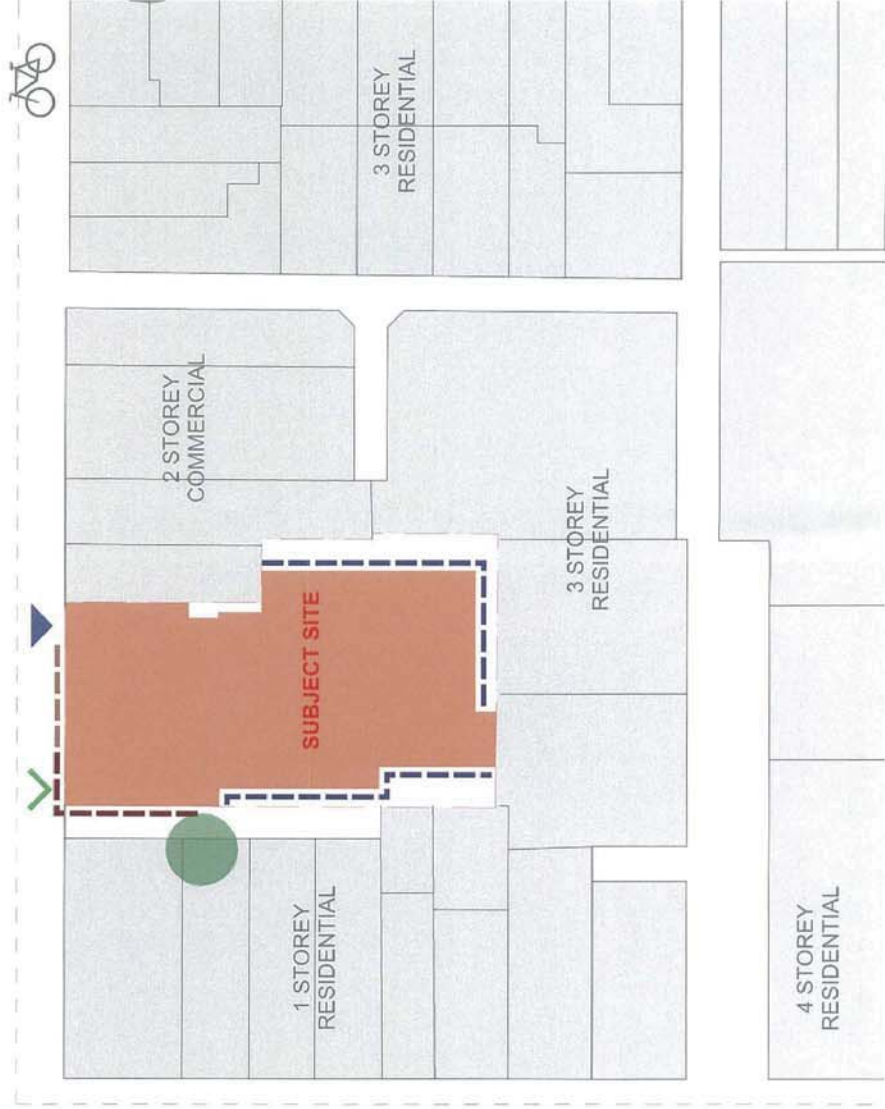 3 STOREY
RESIDENTIAL
2 STOREY
COMMERCIAL
SUBJECT SITE
3 STOREY
RESIDENTIAL
1 STOREY
RESIDENTIAL
4 STOREY
RESIDENTIAL